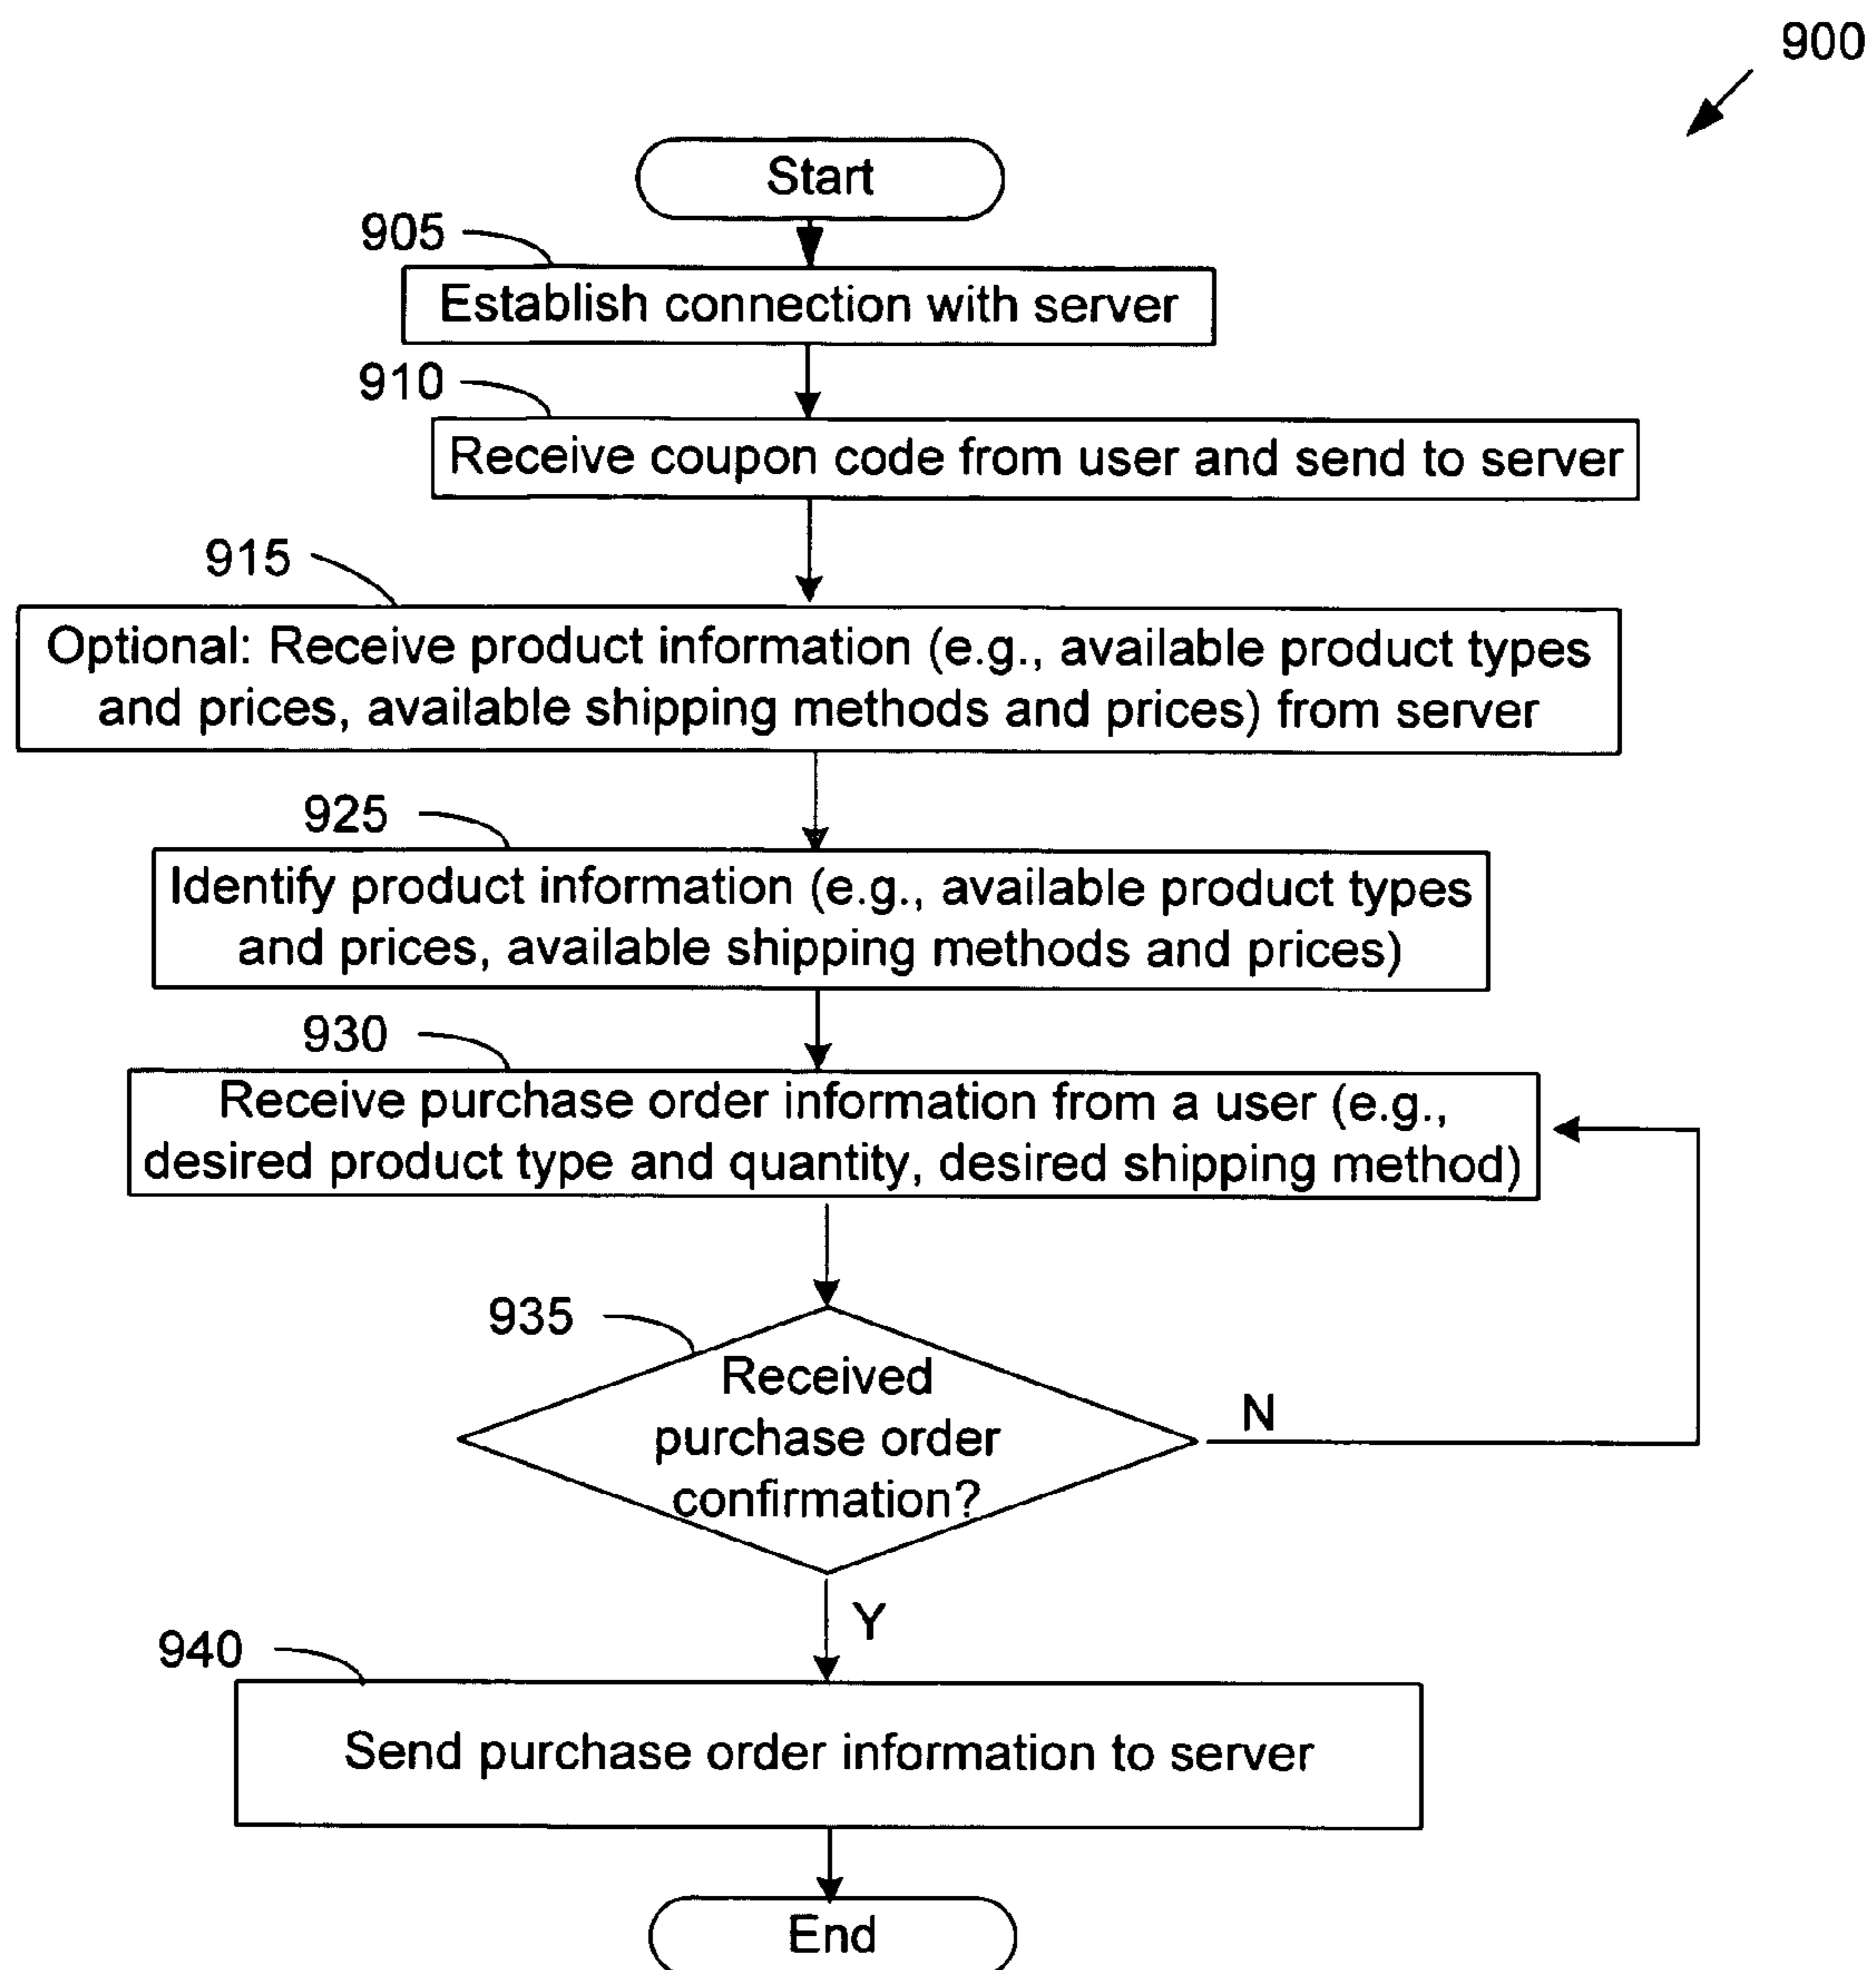 900
Start
905
Establish connection with server
910
Receive coupon code from user and send to server
915
Optional: Receive product information (e.g., available product types
and prices, available shipping methods and prices) from server
925
Identify product information (e.g., available product types
and prices, available shipping methods and prices)
930
Receive purchase order information from a user (e.g.,
desired product type and quantity, desired shipping method)
935
Received
purchase order
confirmation?
N
Y
940
Send purchase order information to server
End